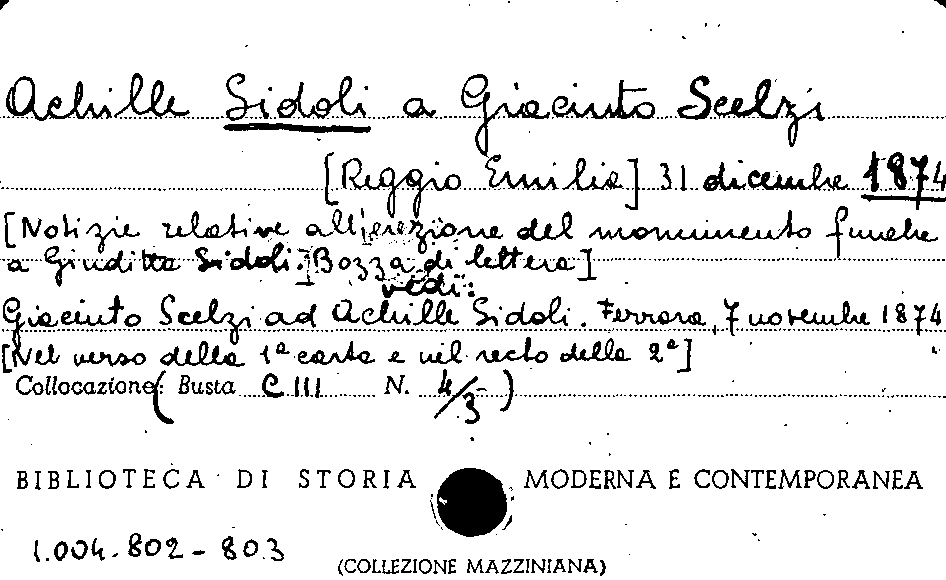 Achille Sidoli a Giacinto Scelzi
[Reggio Emilia] 31 dicembre 1874
[Notizie relative all'erezione del monumento funebre
a Giuditta Sidoli.] [Bozza di lettera]
vedi:
Giacinto Scelzi ad Achille Sidoli. Ferrara, 7 novembre 1874
[Nel verso della 1ª carta e nel recto della 2ª]
Collocazione: (Busta C III N. 4/3)
BIBLIOTECA DI STORIA MODERNA E CONTEMPORANEA
1.004.802-803
(COLLEZIONE MAZZINIANA)